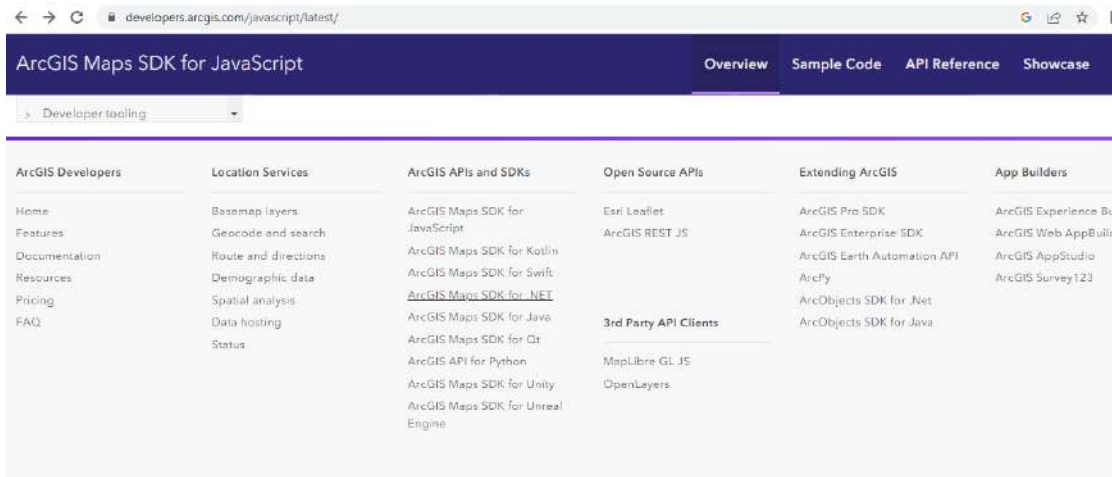 developers.arcgis.com/javascript/latest/
ArcGIS Maps SDK for JavaScript
Overview
Sample Code
API Reference
Showcase
Developer tooling
ArcGIS Developers
Home
Features
Documentation
Resources
Pricing
FAQ
Location Services
Basemap layers
Geocode and search
Route and directions
Demographic data
Spatial analysis
Data hosting
Status
ArcGIS APIs and SDKs
ArcGIS Maps SDK for
JavaScript
ArcGIS Maps SDK for Kotlin
ArcGIS Maps SDK for Swift
ArcGIS Maps SDK for .NET
ArcGIS Maps SDK for Java
ArcGIS Maps SDK for Qt
ArcGIS API for Python
ArcGIS Maps SDK for Unity
ArcGIS Maps SDK for Unreal
Engine
Open Source APIs
Esri Leaflet
ArcGIS REST JS
3rd Party API Clients
MapLibre GL JS
OpenLayers
Extending ArcGIS
ArcGIS Pro SDK
ArcGIS Enterprise SDK
ArcGIS Earth Automation API
ArcPy
ArcObjects SDK for .Net
ArcObjects SDK for Java
App Builders
ArcGIS Experience Bu
ArcGIS Web AppBuild
ArcGIS AppStudio
ArcGIS Survey123